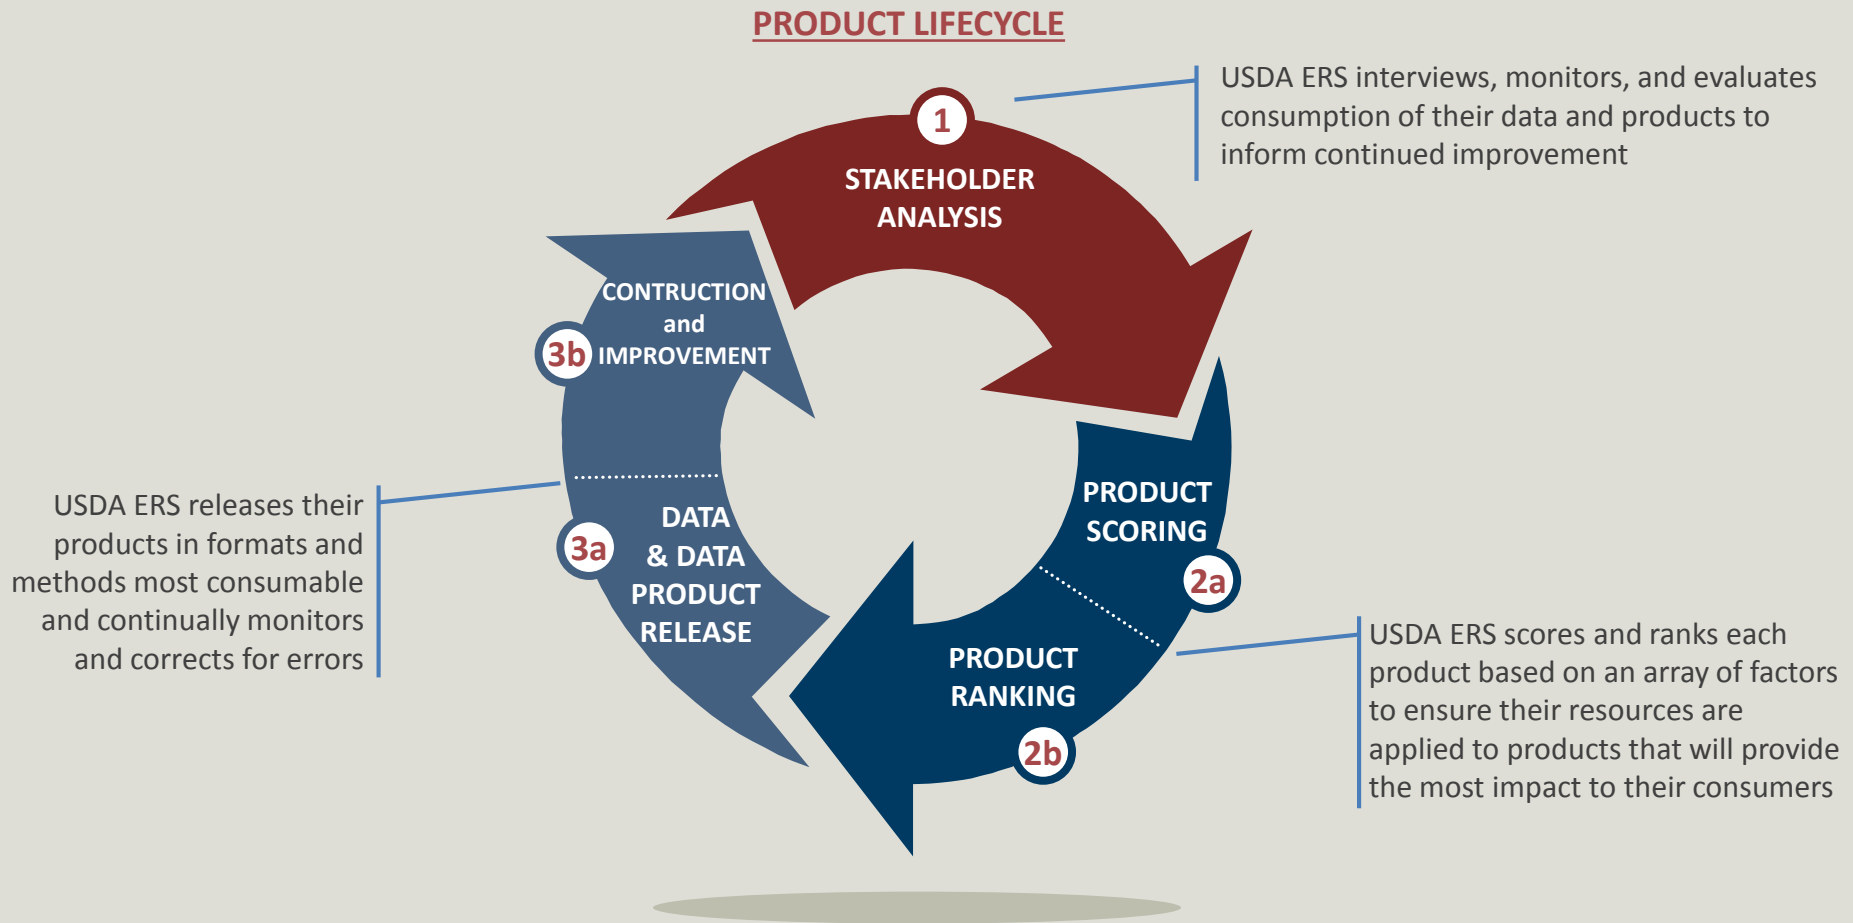 PRODUCT LIFECYCLE
1
STAKEHOLDER
ANALYSIS
USDA ERS interviews, monitors, and evaluates
consumption of their data and products to
inform continued improvement
PRODUCT
SCORING
2a
PRODUCT
RANKING
2b
USDA ERS scores and ranks each
product based on an array of factors
to ensure their resources are
applied to products that will provide
the most impact to their consumers
3a
DATA
& DATA
PRODUCT
RELEASE
3b
CONTRUCTION
and
IMPROVEMENT
USDA ERS releases their
products in formats and
methods most consumable
and continually monitors
and corrects for errors